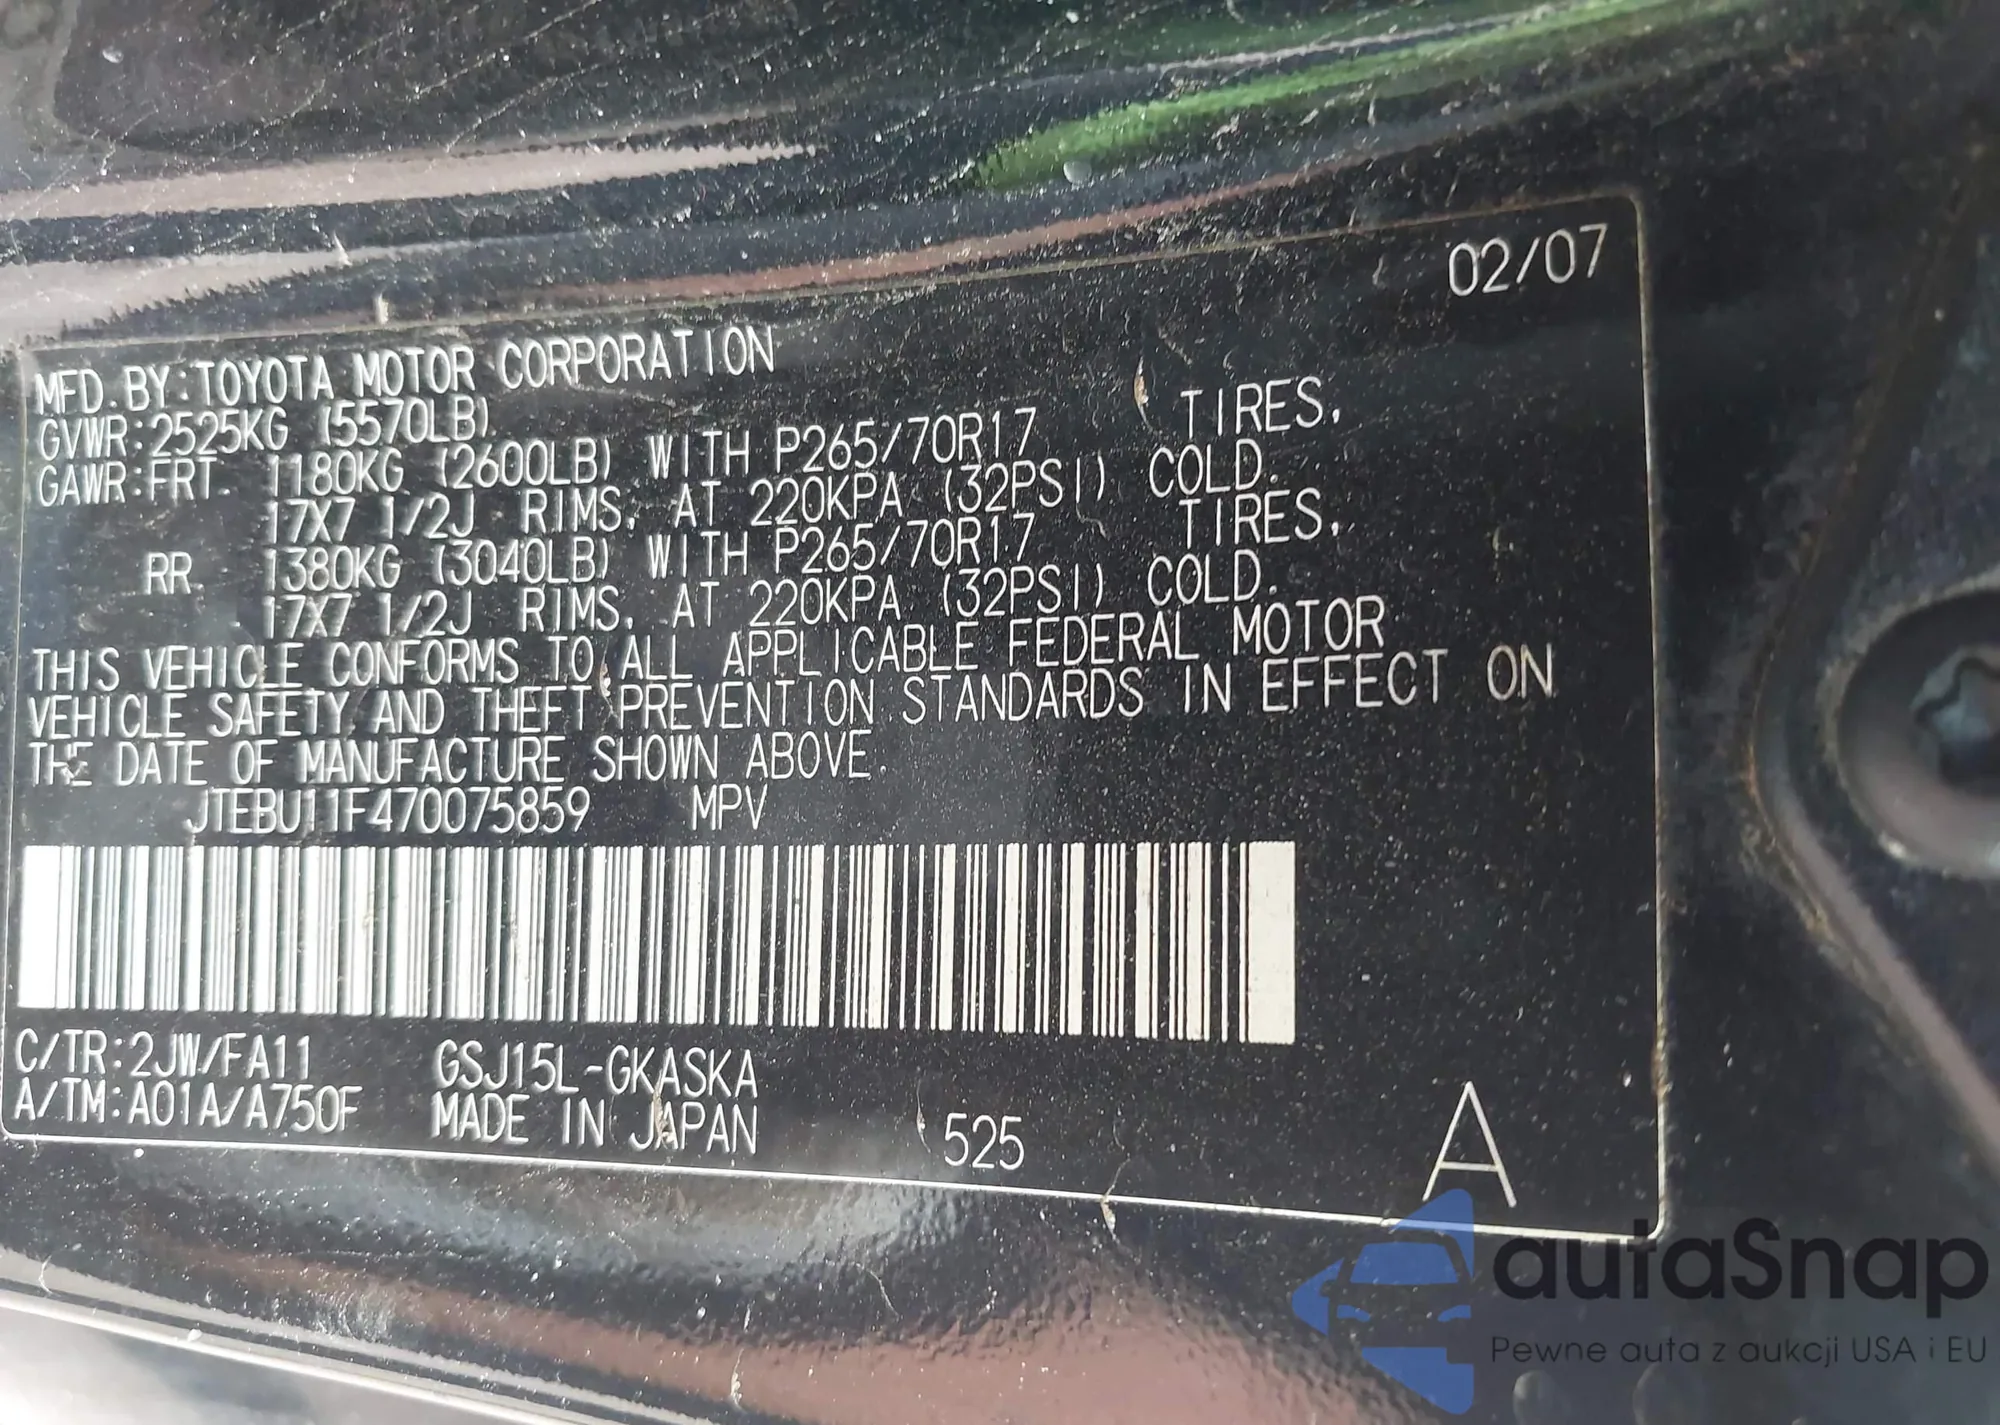 02/07
MFD.BY:TOYOTA MOTOR CORPORATION
GVWR:2525KG (5570LB)
GAWR:FRT. 1180KG (2600LB) WITH P265/70R17 TIRES,
17X7 1/2J RIMS, AT 220KPA (32PSI) COLD.
RR. 1380KG (3040LB) WITH P265/70R17 TIRES,
17X7 1/2J RIMS, AT 220KPA (32PSI) COLD.
THIS VEHICLE CONFORMS TO ALL APPLICABLE FEDERAL MOTOR
VEHICLE SAFETY AND THEFT PREVENTION STANDARDS IN EFFECT ON
THE DATE OF MANUFACTURE SHOWN ABOVE.
JTEBU11F470075859 MPV
C/TR:2JW/FA11 GSJ15L-GKASKA
A/TM:A01A/A750F MADE IN JAPAN 525 A
autaSnap
Pewne auta z aukcji USA i EU